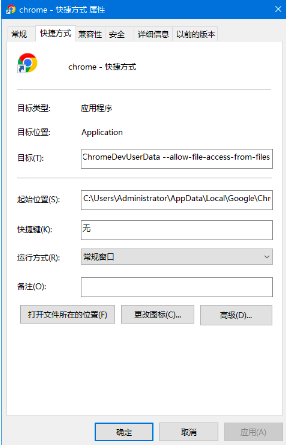 chrome - 快捷方式 属性
常规 快捷方式 兼容性 安全 详细信息 以前的版本
chrome - 快捷方式
目标类型: 应用程序
目标位置: Application
目标(T): ChromeDevUserData --allow-file-access-from-files
起始位置(S): C:\Users\Administrator\AppData\Local\Google\Chr
快捷键(K): 无
运行方式(R): 常规窗口
备注(O):
打开文件所在的位置(F) 更改图标(C)... 高级(D)...
确定 取消 应用(A)